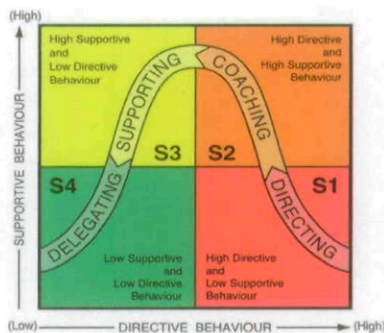 (High)
High Supportive
and
Low Directive
Behaviour
High Directive
and
High Supportive
Behaviour
SUPPORTING
COACHING
S3
S2
S4
S1
DELEGATING
DIRECTING
Low Supportive
and
Low Directive
Behaviour
High Directive
and
Low Supportive
Behaviour
SUPPORTIVE BEHAVIOUR
(Low)
DIRECTIVE BEHAVIOUR
(High)